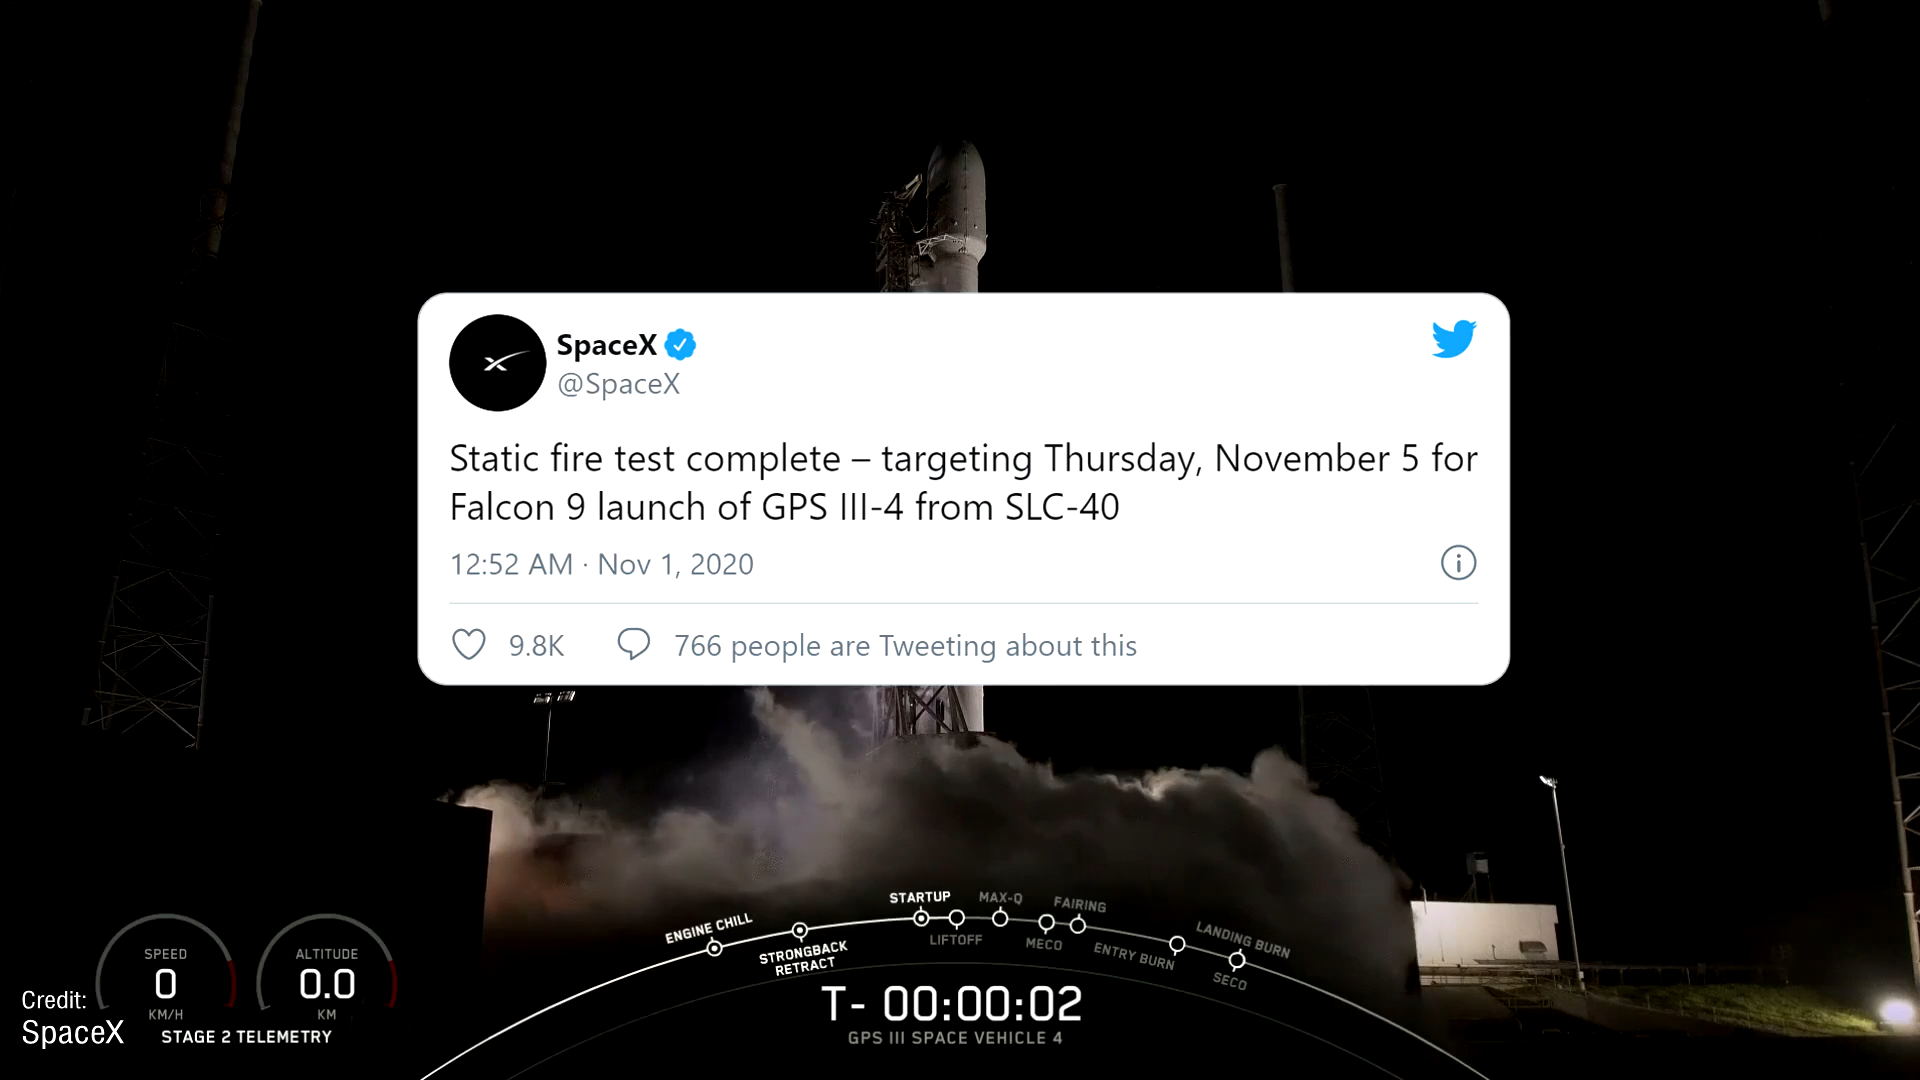 SpaceX
@SpaceX
Static fire test complete – targeting Thursday, November 5 for
Falcon 9 launch of GPS III-4 from SLC-40
12:52 AM · Nov 1, 2020
9.8K
766 people are Tweeting about this
ENGINE CHILL
STRONGBACK
RETRACT
STARTUP
LIFTOFF
MAX-Q
MECO
FAIRING
ENTRY BURN
LANDING BURN
SECO
SPEED
0
KM/H
ALTITUDE
0.0
KM
STAGE 2 TELEMETRY
Credit:
SpaceX
T- 00:00:02
GPS III SPACE VEHICLE 4